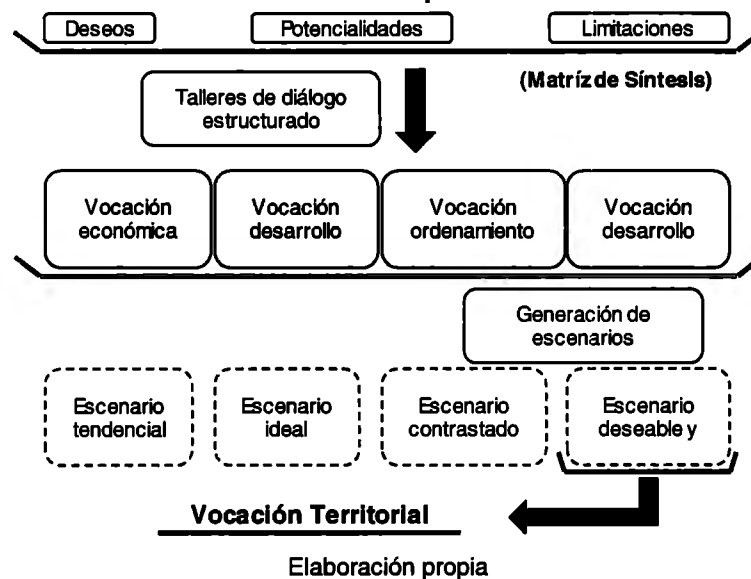 Deseos Potencialidades Limitaciones
(Matríz de Síntesis)
Talleres de diálogo
estructurado
Vocación
económica
Vocación
desarrollo
Vocación
ordenamiento
Vocación
desarrollo
Generación de
escenarios
Escenario
tendencial
Escenario
ideal
Escenario
contrastado
Escenario
deseable y
Vocación Territorial
Elaboración propia